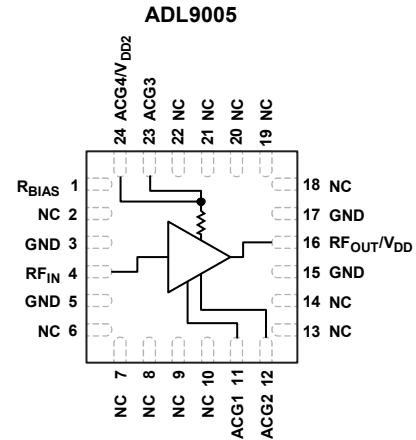 ADL9005
24 ACG4/VDD2
23 ACG3
22 NC
21 NC
20 NC
19 NC
RBIAS 1
NC 2
GND 3
RFIN 4
GND 5
NC 6
18 NC
17 GND
16 RFOUT/VDD
15 GND
14 NC
13 NC
NC 7
NC 8
NC 9
NC 10
ACG1 11
ACG2 12